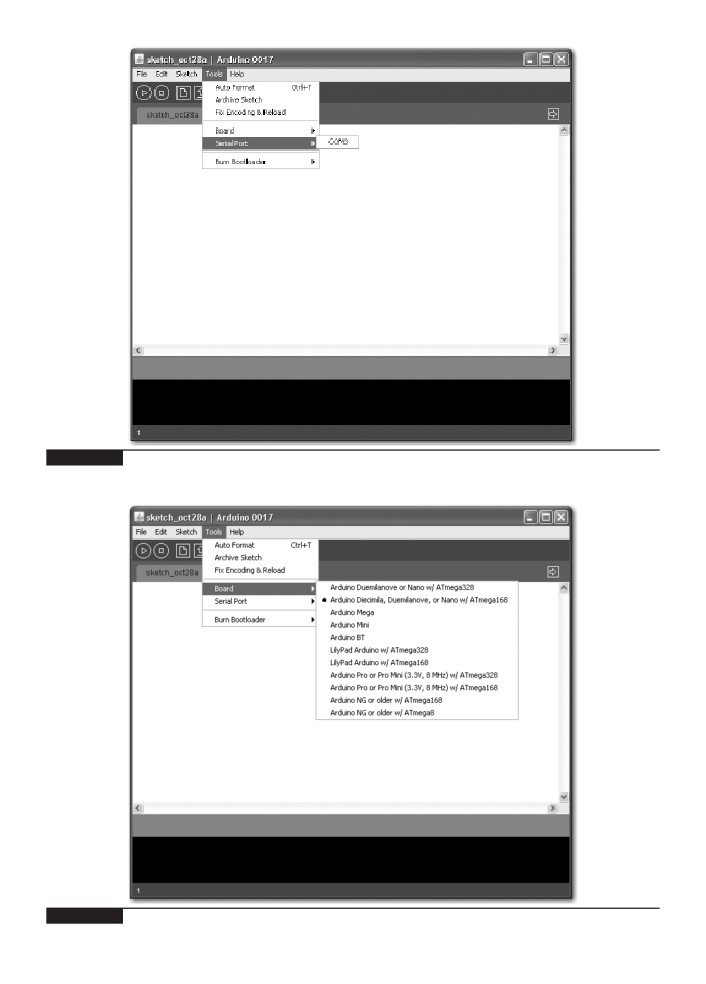 sketch_oct28a | Arduino 0017
File Edit Sketch Tools Help
Auto Format Ctrl+T
Archive Sketch
Fix Encoding & Reload
sketch_oct28a
Board
Serial Port
Burn Bootloader
1
sketch_oct28a | Arduino 0017
File Edit Sketch Tools Help
Auto Format Ctrl+T
Archive Sketch
Fix Encoding & Reload
sketch_oct28a
Board
Serial Port
Burn Bootloader
Arduino Duemilanove or Nano w/ ATmega328
Arduino Diecimila, Duemilanove, or Nano w/ ATmega168
Arduino Mega
Arduino Mini
Arduino BT
LilyPad Arduino w/ ATmega328
LilyPad Arduino w/ ATmega168
Arduino Pro or Pro Mini (3.3V, 8 MHz) w/ ATmega328
Arduino Pro or Pro Mini (3.3V, 8 MHz) w/ ATmega168
Arduino NG or older w/ ATmega168
Arduino NG or older w/ ATmega8
1